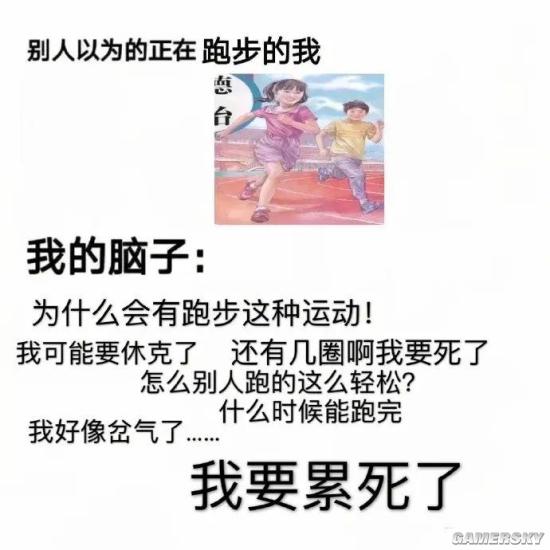 别人以为的正在 跑步的我
德
台
我的脑子：
为什么会有跑步这种运动！
我可能要休克了 还有几圈啊我要死了
怎么别人跑的这么轻松？
什么时候能跑完
我好像岔气了……
我要累死了
GAMERSKY